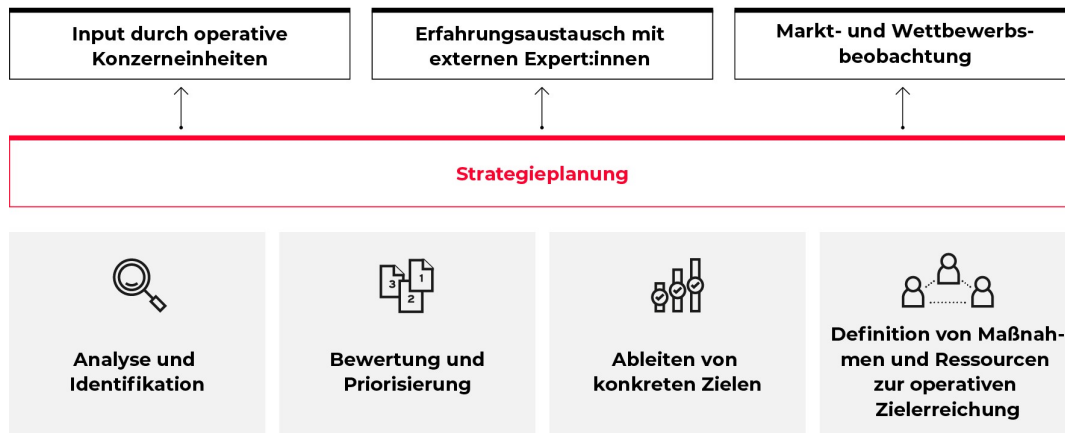 Input durch operative
Konzerneinheiten
Erfahrungsaustausch mit
externen Expert:innen
Markt- und Wettbewerbs-
beobachtung
Strategieplanung
3
1
2
Analyse und
Identifikation
Bewertung und
Priorisierung
Ableiten von
konkreten Zielen
Definition von Maßnah-
men und Ressourcen
zur operativen
Zielerreichung